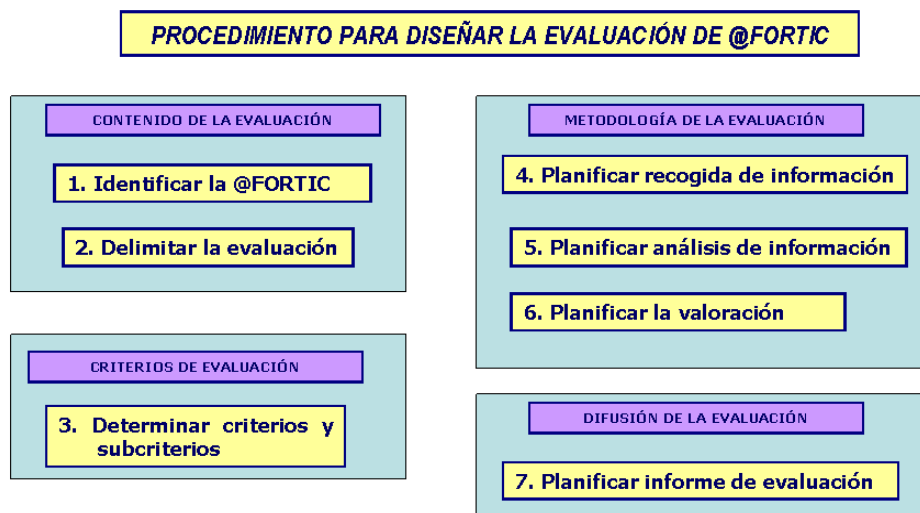 PROCEDIMIENTO PARA DISEÑAR LA EVALUACIÓN DE @FORTIC
CONTENIDO DE LA EVALUACIÓN
1. Identificar la @FORTIC
2. Delimitar la evaluación
CRITERIOS DE EVALUACIÓN
3. Determinar criterios y
subcriterios
METODOLOGÍA DE LA EVALUACIÓN
4. Planificar recogida de información
5. Planificar análisis de información
6. Planificar la valoración
DIFUSIÓN DE LA EVALUACIÓN
7. Planificar informe de evaluación